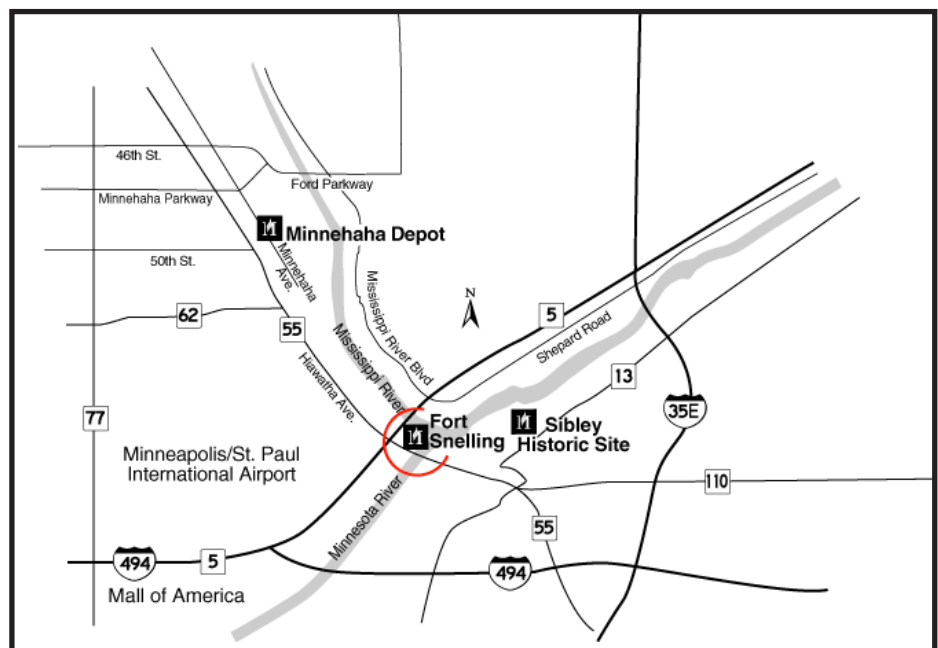 46th St.
Ford Parkway
Minnehaha Parkway
Minnehaha Depot
50th St.
Minnehaha
Ave.
Mississippi River Blvd
N
62
55
5
Shepard Road
Mississippi River
Hiawatha Ave.
13
77
35E
Fort
Snelling
Sibley
Historic Site
Minneapolis/St. Paul
International Airport
110
Minnesota River
55
494
5
494
Mall of America